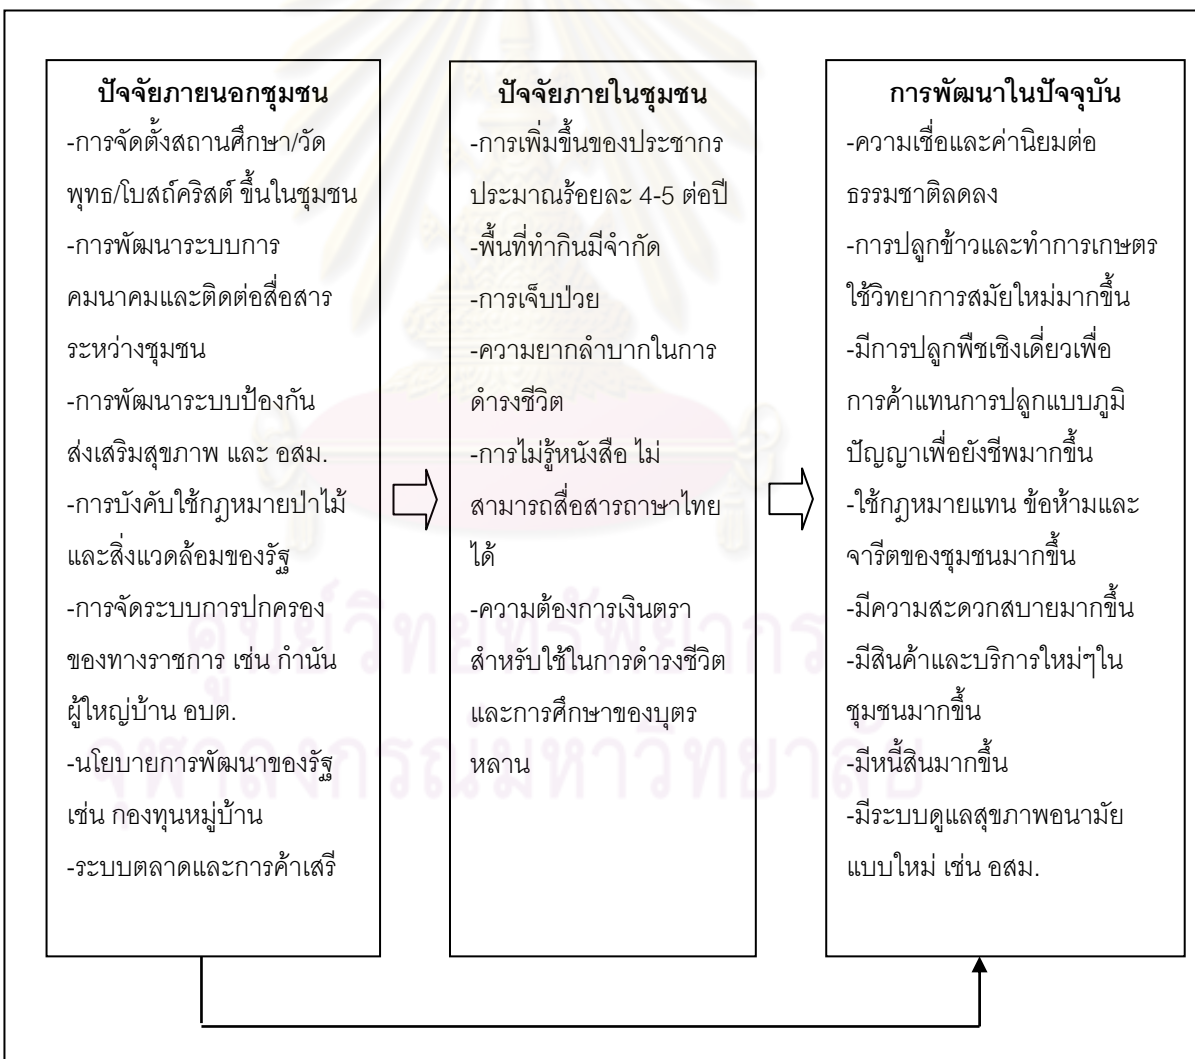 ปัจจัยภายนอกชุมชน
-การจัดตั้งสถานศึกษา/วัด
พุทธ/โบสถ์คริสต์ ขึ้นในชุมชน
-การพัฒนาระบบการ
คมนาคมและติดต่อสื่อสาร
ระหว่างชุมชน
-การพัฒนาระบบป้องกัน
ส่งเสริมสุขภาพ และ อสม.
-การบังคับใช้กฎหมายป่าไม้
และสิ่งแวดล้อมของรัฐ
-การจัดระบบการปกครอง
ของทางราชการ เช่น กำนัน
ผู้ใหญ่บ้าน อบต.
-นโยบายการพัฒนาของรัฐ
เช่น กองทุนหมู่บ้าน
-ระบบตลาดและการค้าเสรี
ปัจจัยภายในชุมชน
-การเพิ่มขึ้นของประชากร
ประมาณร้อยละ 4-5 ต่อปี
-พื้นที่ทำกินมีจำกัด
-การเจ็บป่วย
-ความยากลำบากในการ
ดำรงชีวิต
-การไม่รู้หนังสือ ไม่
สามารถสื่อสารภาษาไทย
ได้
-ความต้องการเงินตรา
สำหรับใช้ในการดำรงชีวิต
และการศึกษาของบุตร
หลาน
การพัฒนาในปัจจุบัน
-ความเชื่อและค่านิยมต่อ
ธรรมชาติลดลง
-การปลูกข้าวและทำการเกษตร
ใช้วิทยาการสมัยใหม่มากขึ้น
-มีการปลูกพืชเชิงเดี่ยวเพื่อ
การค้าแทนการปลูกแบบภูมิ
ปัญญาเพื่อยังชีพมากขึ้น
-ใช้กฎหมายแทน ข้อห้ามและ
จารีตของชุมชนมากขึ้น
-มีความสะดวกสบายมากขึ้น
-มีสินค้าและบริการใหม่ๆใน
ชุมชนมากขึ้น
-มีหนี้สินมากขึ้น
-มีระบบดูแลสุขภาพอนามัย
แบบใหม่ เช่น อสม.
ศูนย์วิทยทรัพยากร
จุฬาลงกรณ์มหาวิทยาลัย